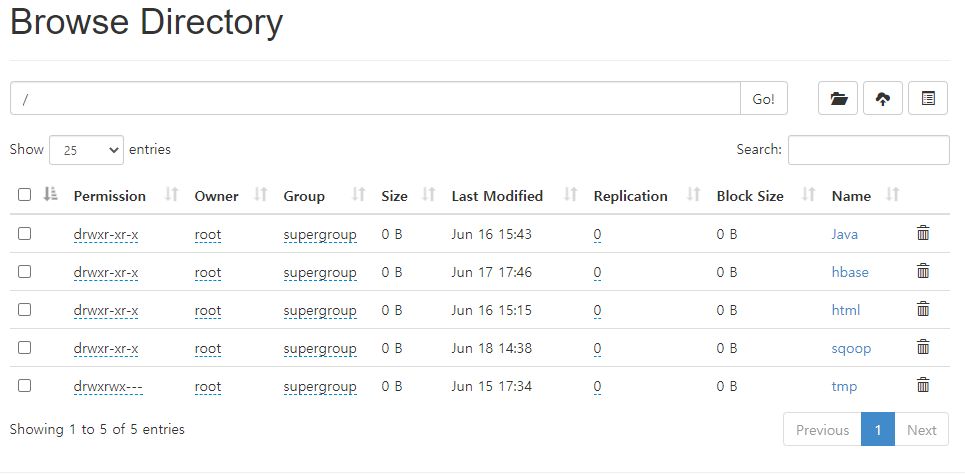 Browse Directory
/ Go!
Show 25 entries Search:
Permission Owner Group Size Last Modified Replication Block Size Name
drwxr-xr-x root supergroup 0 B Jun 16 15:43 0 0 B Java
drwxr-xr-x root supergroup 0 B Jun 17 17:46 0 0 B hbase
drwxr-xr-x root supergroup 0 B Jun 16 15:15 0 0 B html
drwxr-xr-x root supergroup 0 B Jun 18 14:38 0 0 B sqoop
drwxrwx--- root supergroup 0 B Jun 15 17:34 0 0 B tmp
Showing 1 to 5 of 5 entries Previous 1 Next